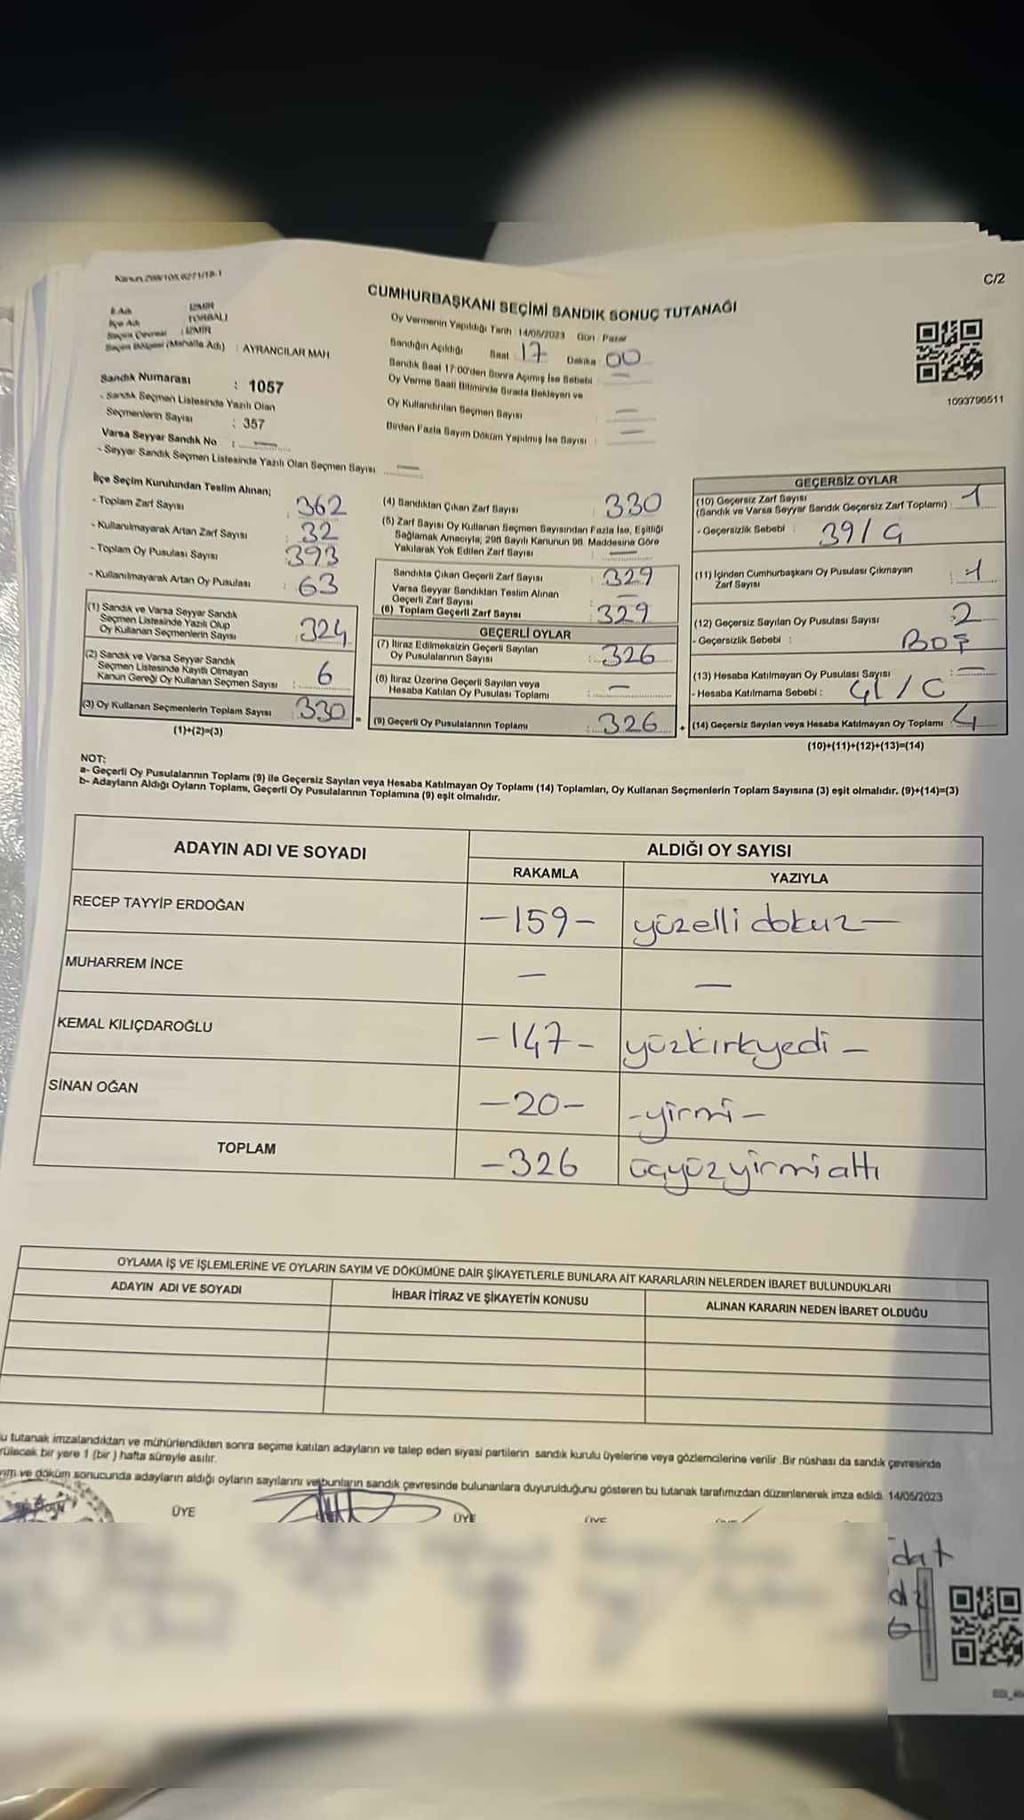 Kanun:298/105,6271/18-1
C/2
CUMHURBAŞKANI SEÇİMİ SANDIK SONUÇ TUTANAĞI
İl Adı : İZMİR
İlçe Adı : TORBALI
Seçim Çevresi : İZMİR
Seçim Bölgesi (Mahalle Adı) : AYRANCILAR MAH.
Sandık Numarası : 1057
- Sandık Seçmen Listesinde Yazılı Olan
Seçmenlerin Sayısı : 357
Varsa Seyyar Sandık No : —
- Seyyar Sandık Seçmen Listesinde Yazılı Olan Seçmen Sayısı —
Oy Vermenin Yapıldığı Tarih : 14/05/2023 Gün : Pazar
Sandığın Açıldığı Saat : 17 Dakika 00
Sandık Saat 17:00'den Sonra Açımış İse Sebebi —
Oy Verme Saati Bitiminde Sırada Bekleyen ve
Oy Kullandırılan Seçmen Sayısı —
Birden Fazla Sayım Döküm Yapılmış İse Sayısı : —
1093796511
İlçe Seçim Kurulundan Teslim Alınan;
- Toplam Zarf Sayısı : 362
- Kullanılmayarak Artan Zarf Sayısı : 32
- Toplam Oy Pusulası Sayısı : 393
- Kullanılmayarak Artan Oy Pusulası : 63
(1) Sandık ve Varsa Seyyar Sandık
Seçmen Listesinde Yazılı Olup
Oy Kullanan Seçmenlerin Sayısı : 324
(2) Sandık ve Varsa Seyyar Sandık
Seçmen Listesinde Kayıtlı Olmayan
Kanun Gereği Oy Kullanan Seçmen Sayısı : 6
(3) Oy Kullanan Seçmenlerin Toplam Sayısı : 330
(1)+(2)=(3)
(4) Sandıktan Çıkan Zarf Sayısı : 330
(5) Zarf Sayısı Oy Kullanan Seçmen Sayısından Fazla İse, Eşitliği
Sağlamak Amacıyla; 298 Sayılı Kanunun 98. Maddesine Göre
Yakılarak Yok Edilen Zarf Sayısı : —
Sandıkta Çıkan Geçerli Zarf Sayısı : 329
Varsa Seyyar Sandıktan Teslim Alınan
Geçerli Zarf Sayısı : —
(6) Toplam Geçerli Zarf Sayısı : 329
GEÇERLİ OYLAR
(7) İtiraz Edilmeksizin Geçerli Sayılan
Oy Pusulalarının Sayısı : 326
(8) İtiraz Üzerine Geçerli Sayılan veya
Hesaba Katılan Oy Pusulası Toplamı : —
= (9) Geçerli Oy Pusulalarının Toplamı : 326
GEÇERSİZ OYLAR
(10) Geçersiz Zarf Sayısı : 1
(Sandık ve Varsa Seyyar Sandık Geçersiz Zarf Toplamı)
- Geçersizlik Sebebi : 39/G
(11) İçinden Cumhurbaşkanı Oy Pusulası Çıkmayan
Zarf Sayısı : 1
(12) Geçersiz Sayılan Oy Pusulası Sayısı : 2
- Geçersizlik Sebebi : BOŞ
(13) Hesaba Katılmayan Oy Pusulası Sayısı : —
- Hesaba Katılmama Sebebi : 41/C
+ (14) Geçersiz Sayılan veya Hesaba Katılmayan Oy Toplamı : 4
(10)+(11)+(12)+(13)=(14)
NOT:
a- Geçerli Oy Pusulalarının Toplamı (9) ile Geçersiz Sayılan veya Hesaba Katılmayan Oy Toplamı (14) Toplamları, Oy Kullanan Seçmenlerin Toplam Sayısına (3) eşit olmalıdır. (9)+(14)=(3)
b- Adayların Aldığı Oyların Toplamı, Geçerli Oy Pusulalarının Toplamına (9) eşit olmalıdır.
ADAYIN ADI VE SOYADI
ALDIĞI OY SAYISI
RAKAMLA YAZIYLA
RECEP TAYYİP ERDOĞAN -159- yüzelli dokuz-
MUHARREM İNCE — —
KEMAL KILIÇDAROĞLU -147- yüzkırkyedi -
SİNAN OĞAN -20- -yirmi-
TOPLAM -326 üçyüzyirmi altı
OYLAMA İŞ VE İŞLEMLERİNE VE OYLARIN SAYIM VE DÖKÜMÜNE DAİR ŞİKAYETLERLE BUNLARA AİT KARARLARIN NELERDEN İBARET BULUNDUKLARI
ADAYIN ADI VE SOYADI İHBAR İTİRAZ VE ŞİKAYETİN KONUSU ALINAN KARARIN NEDEN İBARET OLDUĞU
u tutanak imzalandıktan ve mühürlendikten sonra seçime katılan adayların ve talep eden siyasi partilerin sandık kurulu üyelerine veya gözlemcilerine verilir .Bir nüshası da sandık çevresinde
rülecek bir yere 1 (bir ) hafta süreyle asılır.
yım ve döküm sonucunda adayların aldığı oyların sayılarını ve bunların sandık çevresinde bulunanlara duyurulduğunu gösteren bu tutanak tarafımızdan düzenlenerek imza edildi. 14/05/2023
ÜYE ÜYE ÜYE
dat